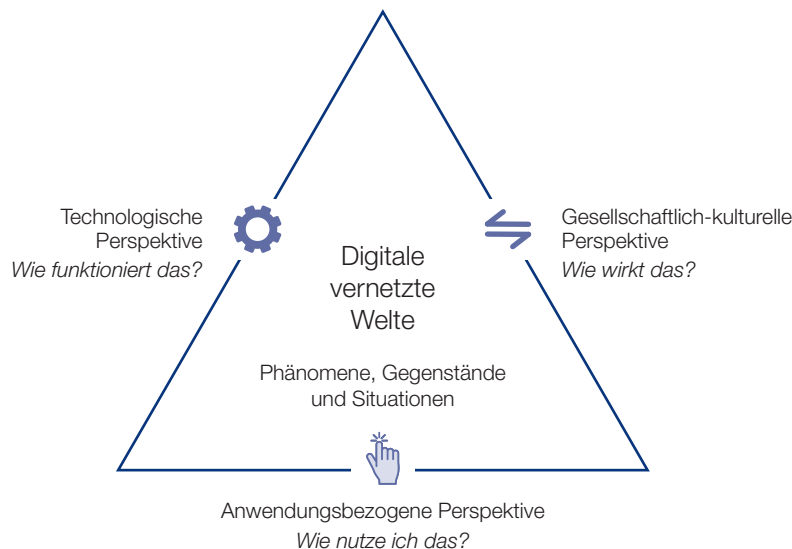 Technologische
Perspektive
Wie funktioniert das?
Gesellschaftlich-kulturelle
Perspektive
Wie wirkt das?
Digitale
vernetzte
Welte
Phänomene, Gegenstände
und Situationen
Anwendungsbezogene Perspektive
Wie nutze ich das?